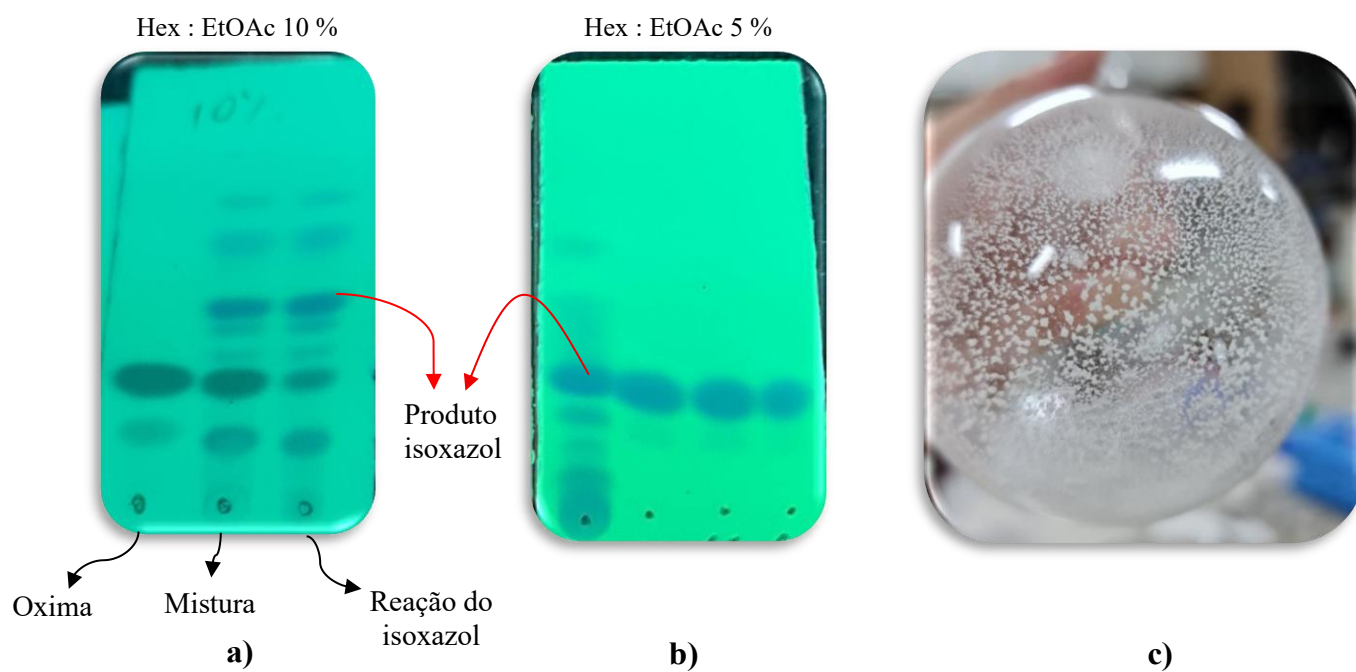 Hex : EtOAc 10 %
Hex : EtOAc 5 %
10%
Produto
isoxazol
Oxima
Mistura
Reação do
isoxazol
a)
b)
c)